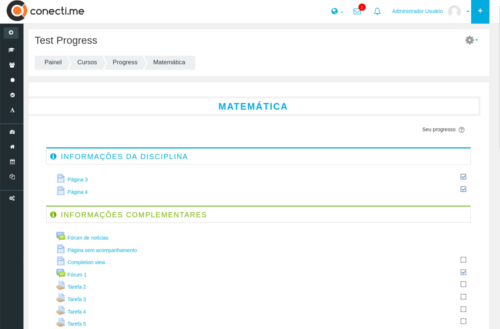 conecti.me
1
Administrador Usuário
Test Progress
Painel
Cursos
Progress
Matemática
MATEMÁTICA
Seu progresso
INFORMAÇÕES DA DISCIPLINA
Página 3
Página 4
INFORMAÇÕES COMPLEMENTARES
Fórum de notícias
Página sem acompanhamento
Completion view
Fórum 1
Tarefa 2
Tarefa 3
Tarefa 4
Tarefa 5